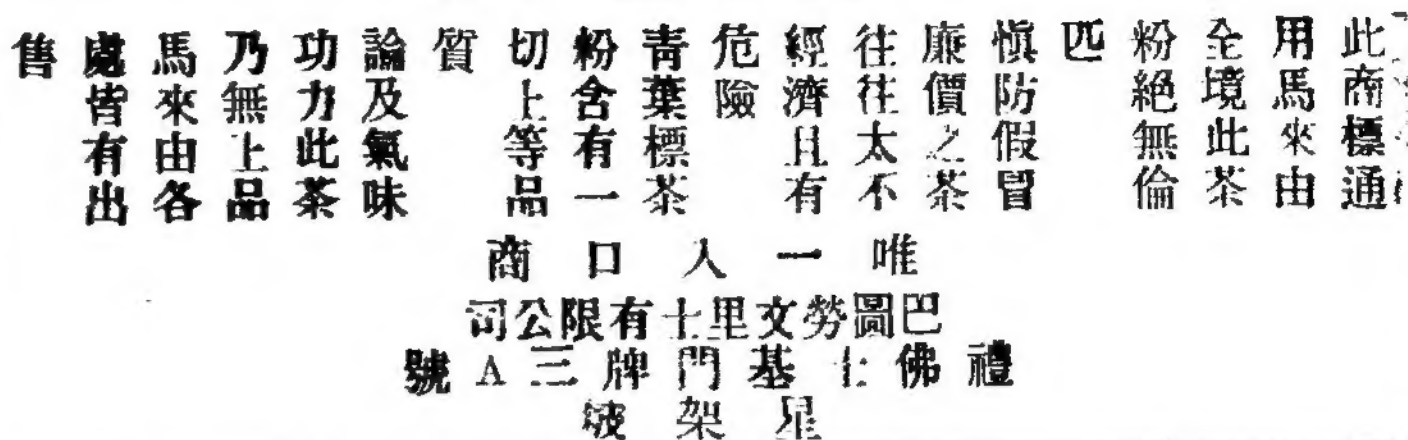 此商標通
用馬來由
全境此茶
粉絕無倫
匹
慎防假冒
廉價之茶
往往太不
經濟且有
危險
青葉標茶
粉含有一
切上等品
質
論及氣味
功力此茶
乃無上品
馬來由各
處皆有出
售
唯一入口商
巴圖勞文里士有限公司
禮佛士基門牌三A號
星架坡